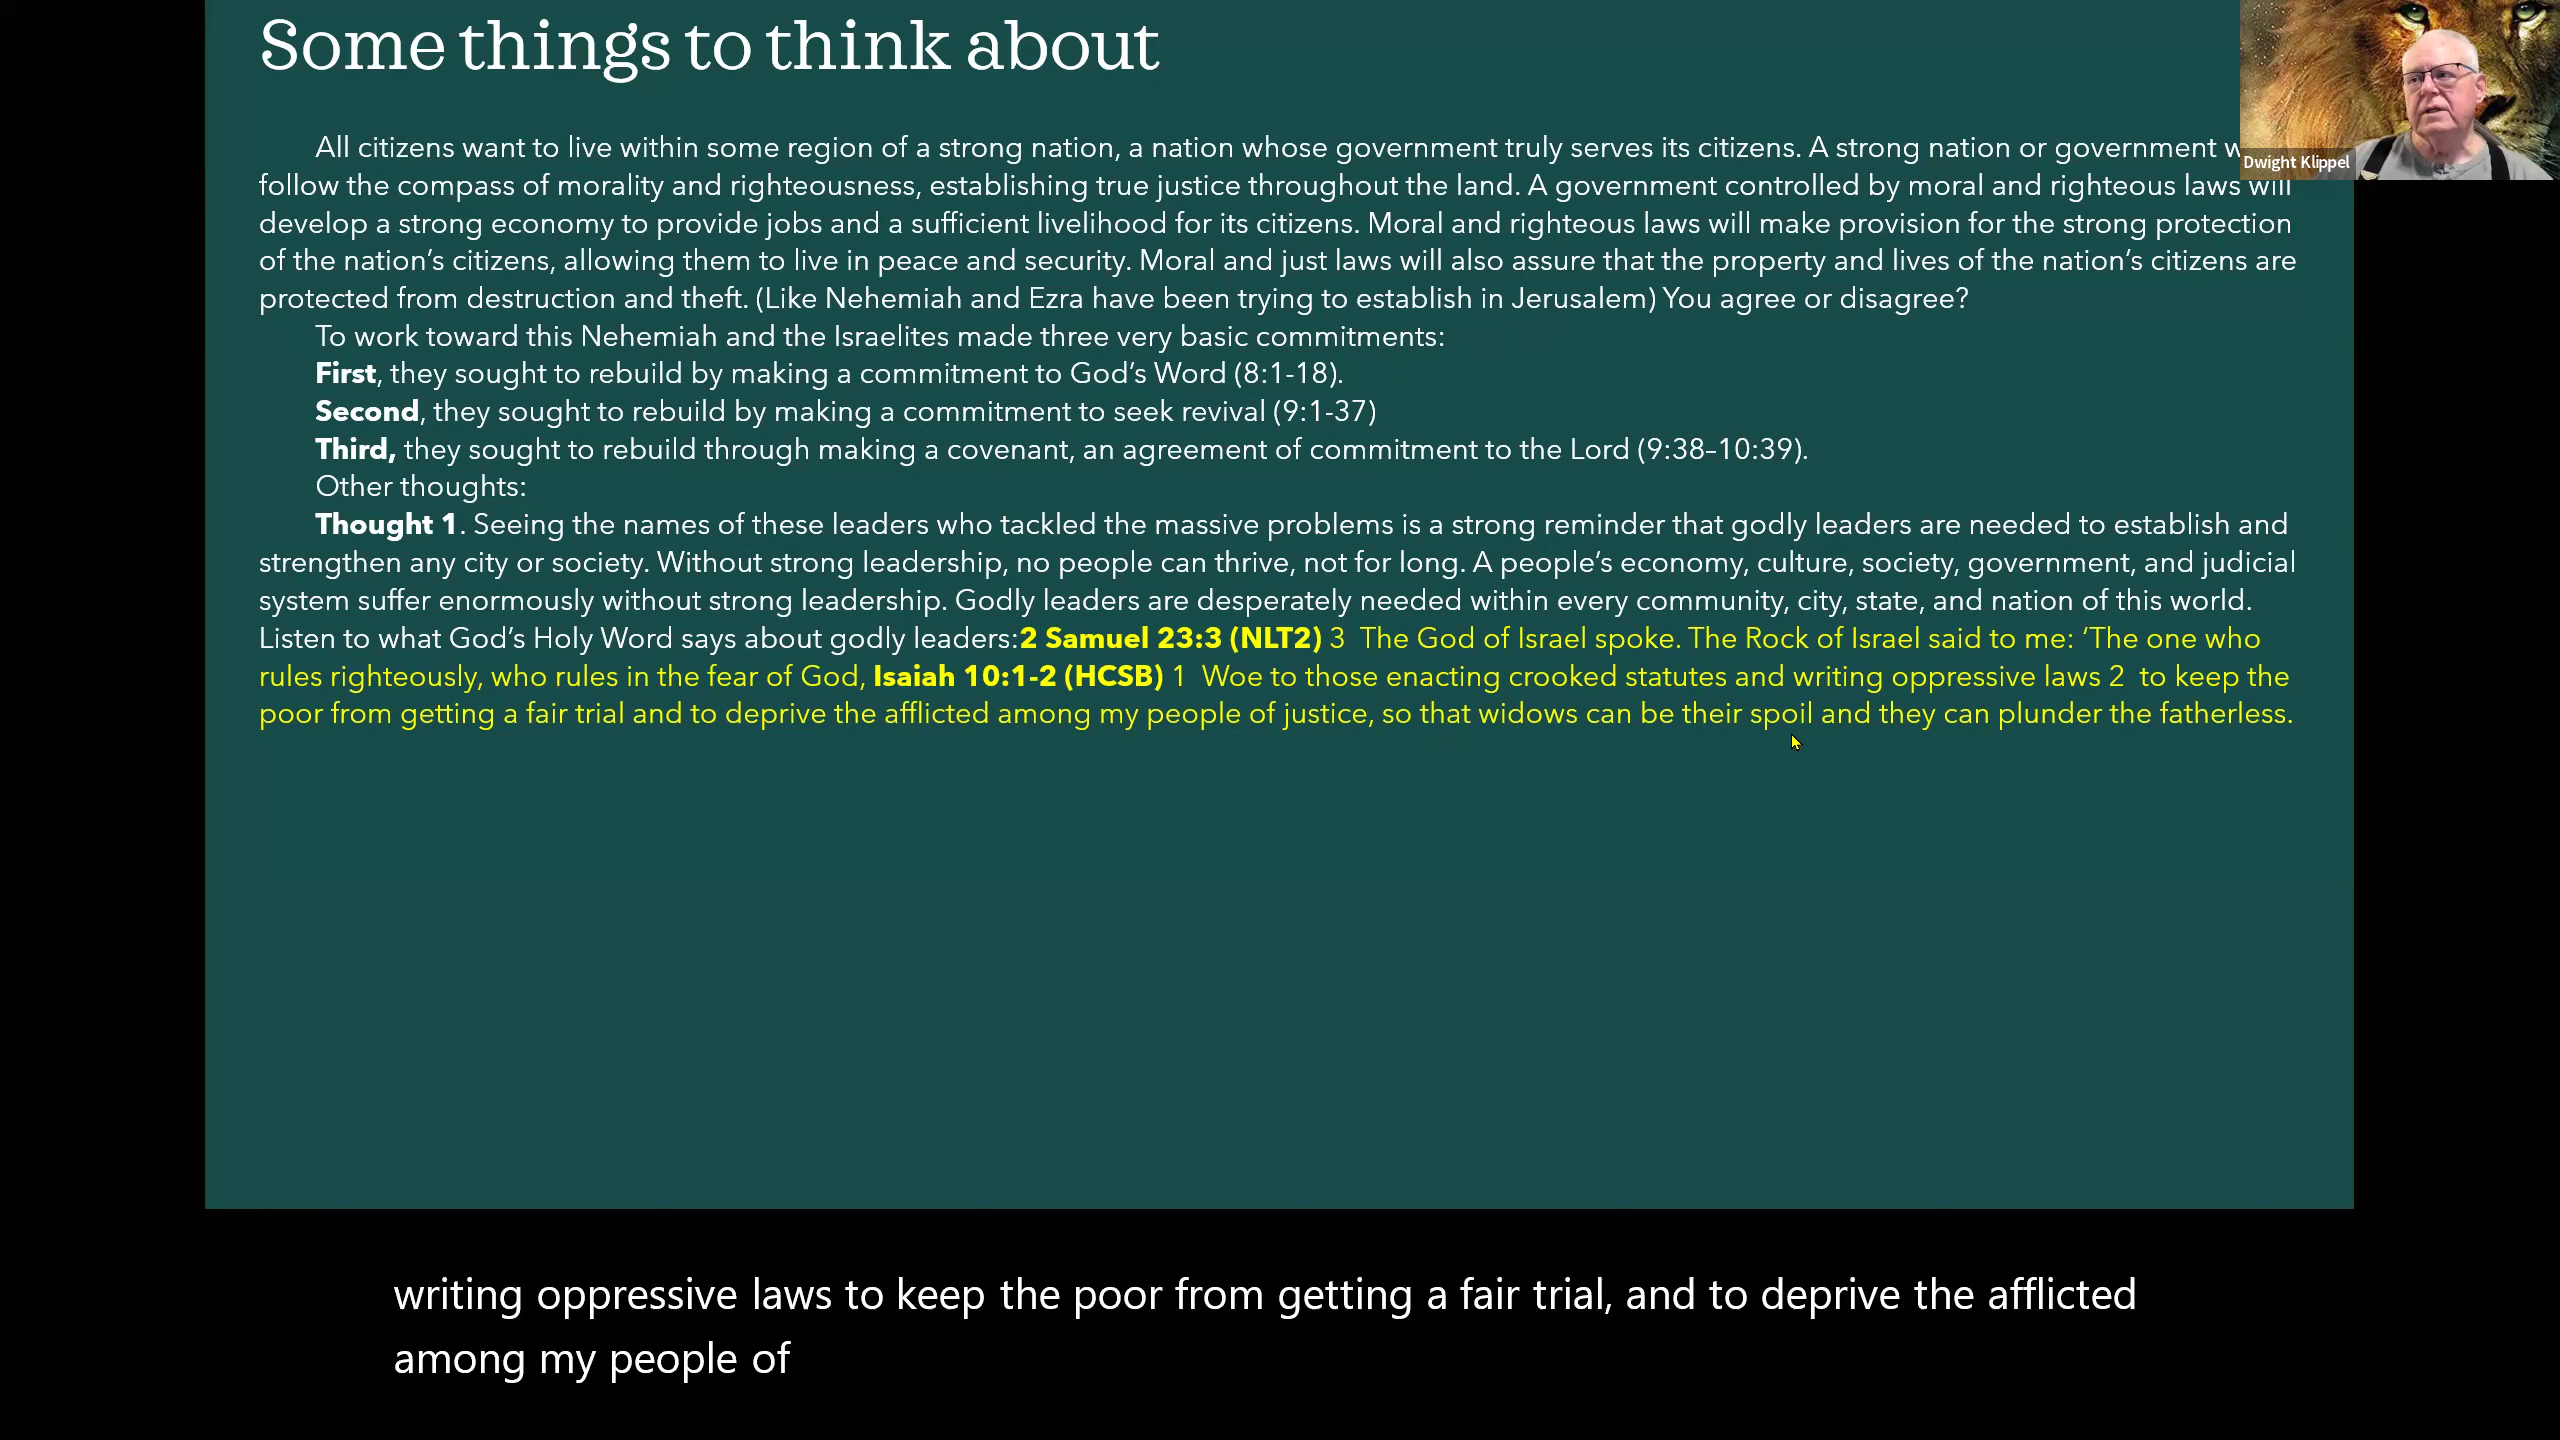 Some things to think about
Dwight Klippel
All citizens want to live within some region of a strong nation, a nation whose government truly serves its citizens. A strong nation or government
follow the compass of morality and righteousness, establishing true justice throughout the land. A government controlled by moral and righteous laws will
develop a strong economy to provide jobs and a sufficient livelihood for its citizens. Moral and righteous laws will make provision for the strong protection
of the nation’s citizens, allowing them to live in peace and security. Moral and just laws will also assure that the property and lives of the nation’s citizens are
protected from destruction and theft. (Like Nehemiah and Ezra have been trying to establish in Jerusalem) You agree or disagree?
To work toward this Nehemiah and the Israelites made three very basic commitments:
First, they sought to rebuild by making a commitment to God’s Word (8:1-18).
Second, they sought to rebuild by making a commitment to seek revival (9:1-37)
Third, they sought to rebuild through making a covenant, an agreement of commitment to the Lord (9:38–10:39).
Other thoughts:
Thought 1. Seeing the names of these leaders who tackled the massive problems is a strong reminder that godly leaders are needed to establish and
strengthen any city or society. Without strong leadership, no people can thrive, not for long. A people’s economy, culture, society, government, and judicial
system suffer enormously without strong leadership. Godly leaders are desperately needed within every community, city, state, and nation of this world.
Listen to what God’s Holy Word says about godly leaders:2 Samuel 23:3 (NLT2) 3  The God of Israel spoke. The Rock of Israel said to me: ‘The one who
rules righteously, who rules in the fear of God, Isaiah 10:1-2 (HCSB) 1  Woe to those enacting crooked statutes and writing oppressive laws 2  to keep the
poor from getting a fair trial and to deprive the afflicted among my people of justice, so that widows can be their spoil and they can plunder the fatherless.
writing oppressive laws to keep the poor from getting a fair trial, and to deprive the afflicted
among my people of